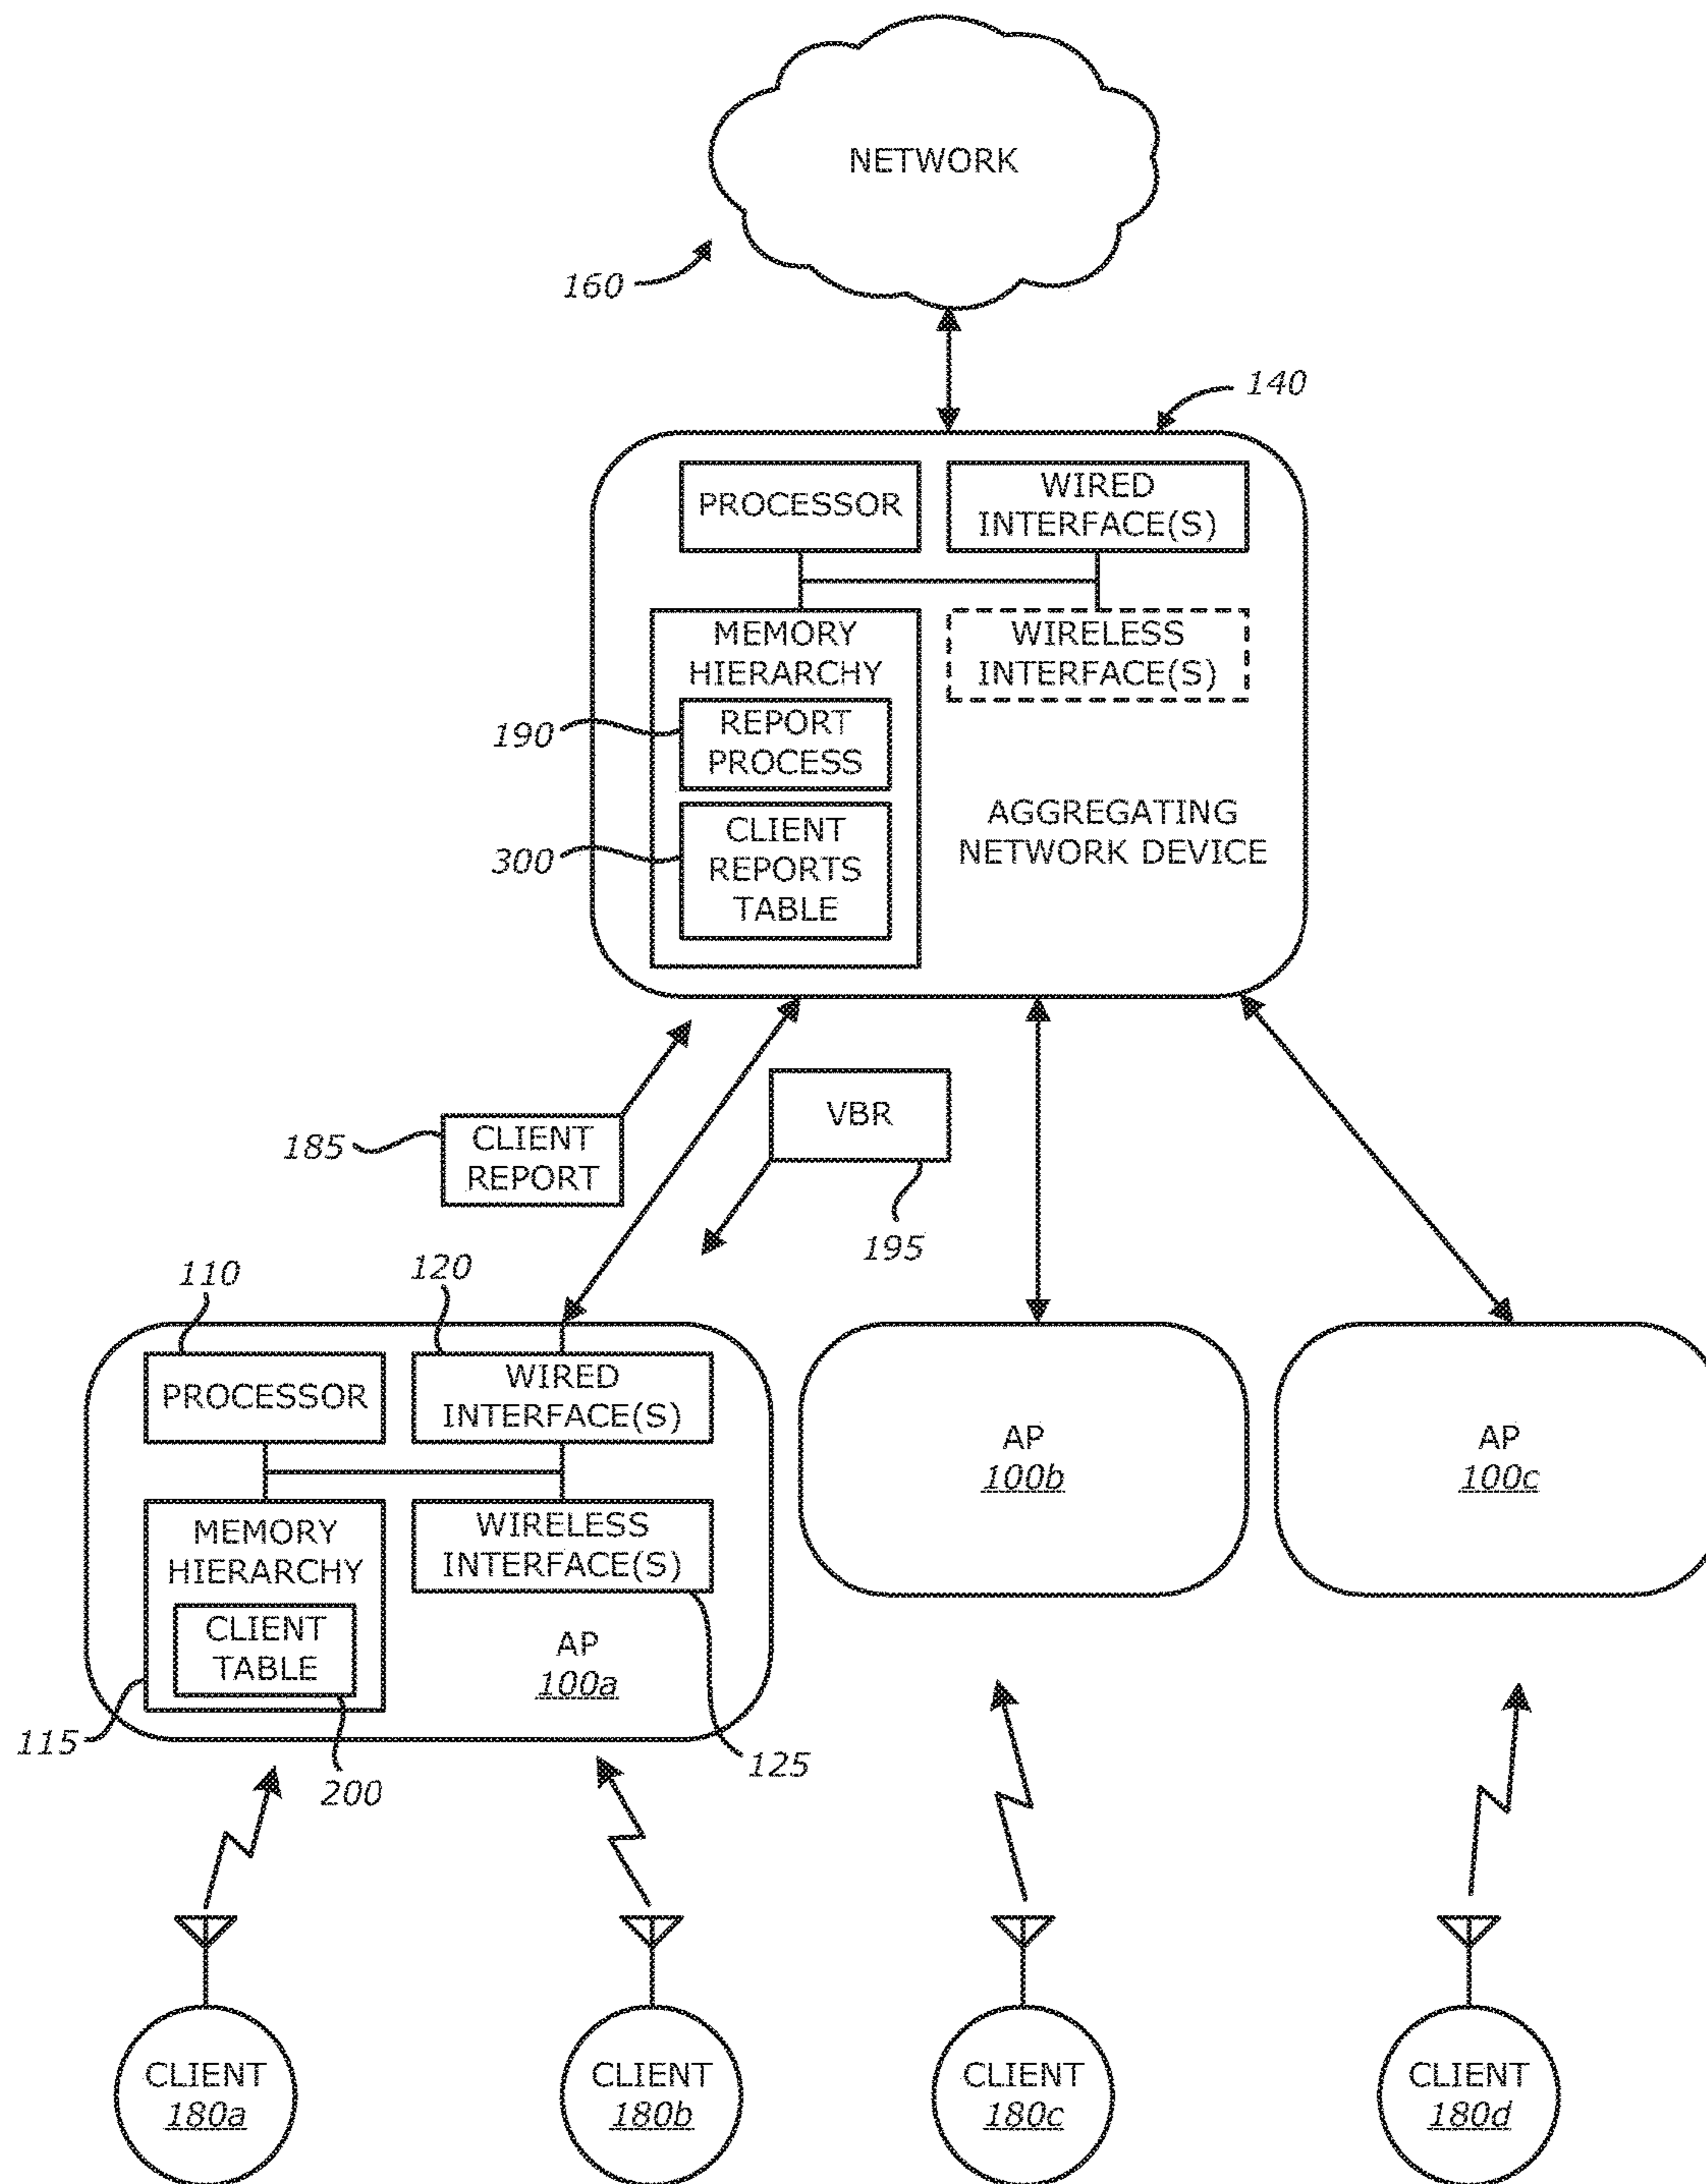 NETWORK
160
140
PROCESSOR
WIRED
INTERFACE(S)
MEMORY
HIERARCHY
WIRELESS
INTERFACE(S)
190
REPORT
PROCESS
300
CLIENT
REPORTS
TABLE
AGGREGATING
NETWORK DEVICE
185
CLIENT
REPORT
VBR
195
110
120
PROCESSOR
WIRED
INTERFACE(S)
MEMORY
HIERARCHY
WIRELESS
INTERFACE(S)
CLIENT
TABLE
AP
100a
115
200
125
AP
100b
AP
100c
CLIENT
180a
CLIENT
180b
CLIENT
180c
CLIENT
180d